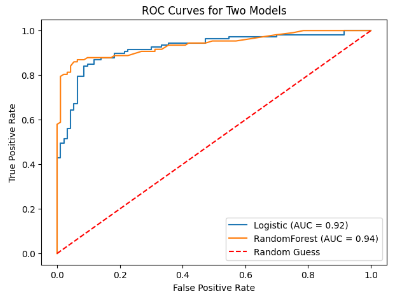 ROC Curves for Two Models
True Positive Rate
1.0
0.8
0.6
0.4
0.2
0.0
0.0 0.2 0.4 0.6 0.8 1.0
False Positive Rate
Logistic (AUC = 0.92)
RandomForest (AUC = 0.94)
Random Guess